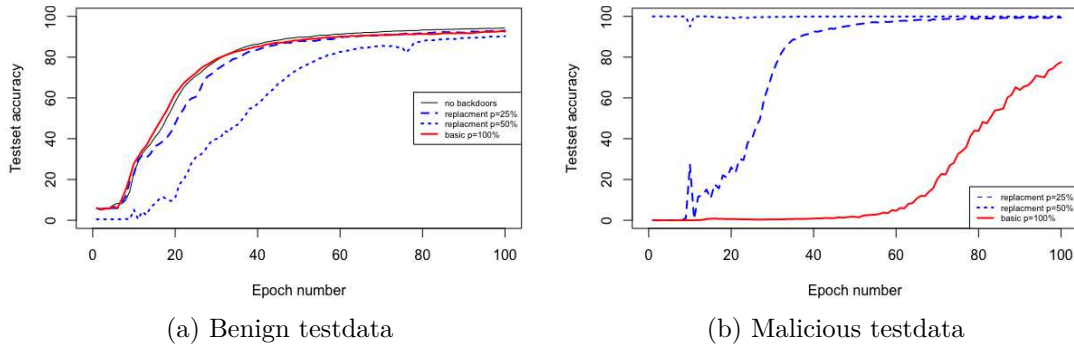 Testset accuracy
100
80
60
40
20
0
no backdoors
replacment p=25%
replacment p=50%
basic p=100%
0 20 40 60 80 100
Epoch number
(a) Benign testdata
Testset accuracy
100
80
60
40
20
0
replacment p=25%
replacment p=50%
basic p=100%
0 20 40 60 80 100
Epoch number
(b) Malicious testdata